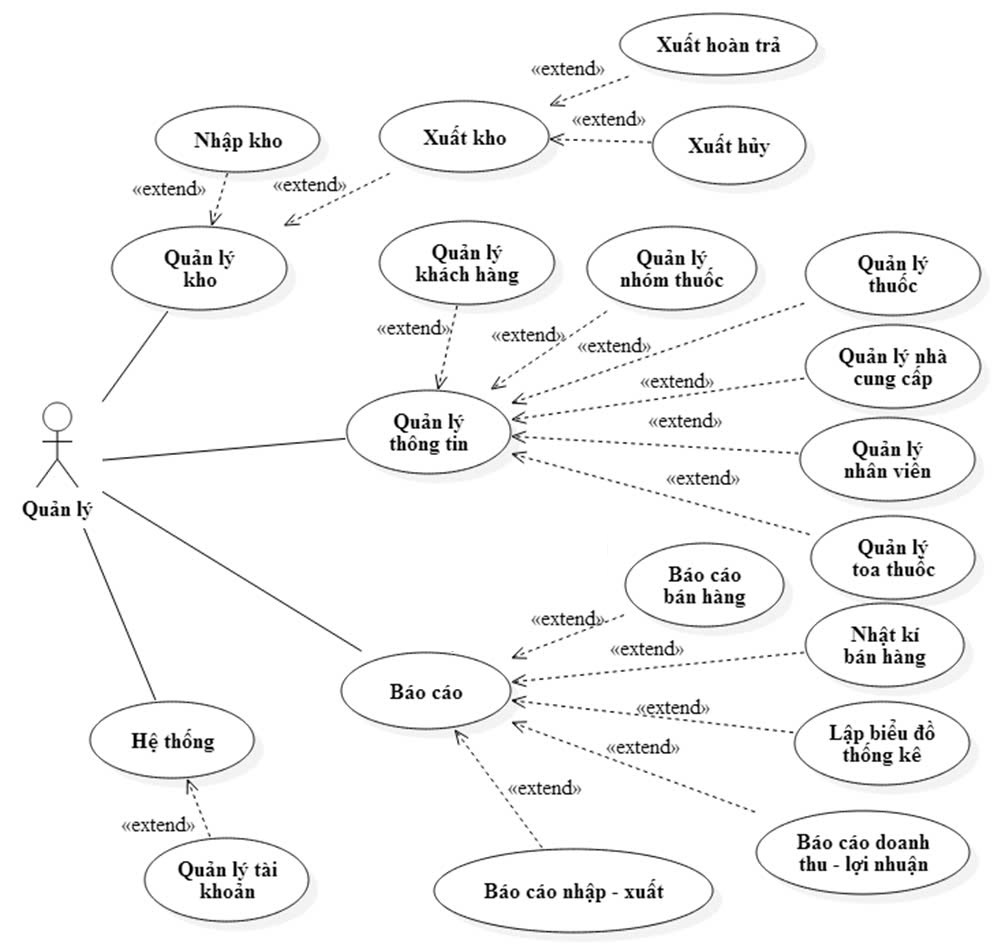 Xuất hoàn trả
«extend»
«extend»
Nhập kho
Xuất kho
Xuất hủy
«extend»
«extend»
Quản lý
kho
Quản lý
khách hàng
Quản lý
nhóm thuốc
Quản lý
thuốc
«extend»
«extend»
«extend»
Quản lý nhà
cung cấp
«extend»
Quản lý
thông tin
«extend»
Quản lý
nhân viên
«extend»
Quản lý
Quản lý
toa thuốc
Báo cáo
bán hàng
«extend»
Nhật kí
bán hàng
«extend»
Báo cáo
«extend»
Lập biểu đồ
thống kê
Hệ thống
«extend»
«extend»
«extend»
Báo cáo doanh
thu - lợi nhuận
Quản lý tài
khoản
Báo cáo nhập - xuất